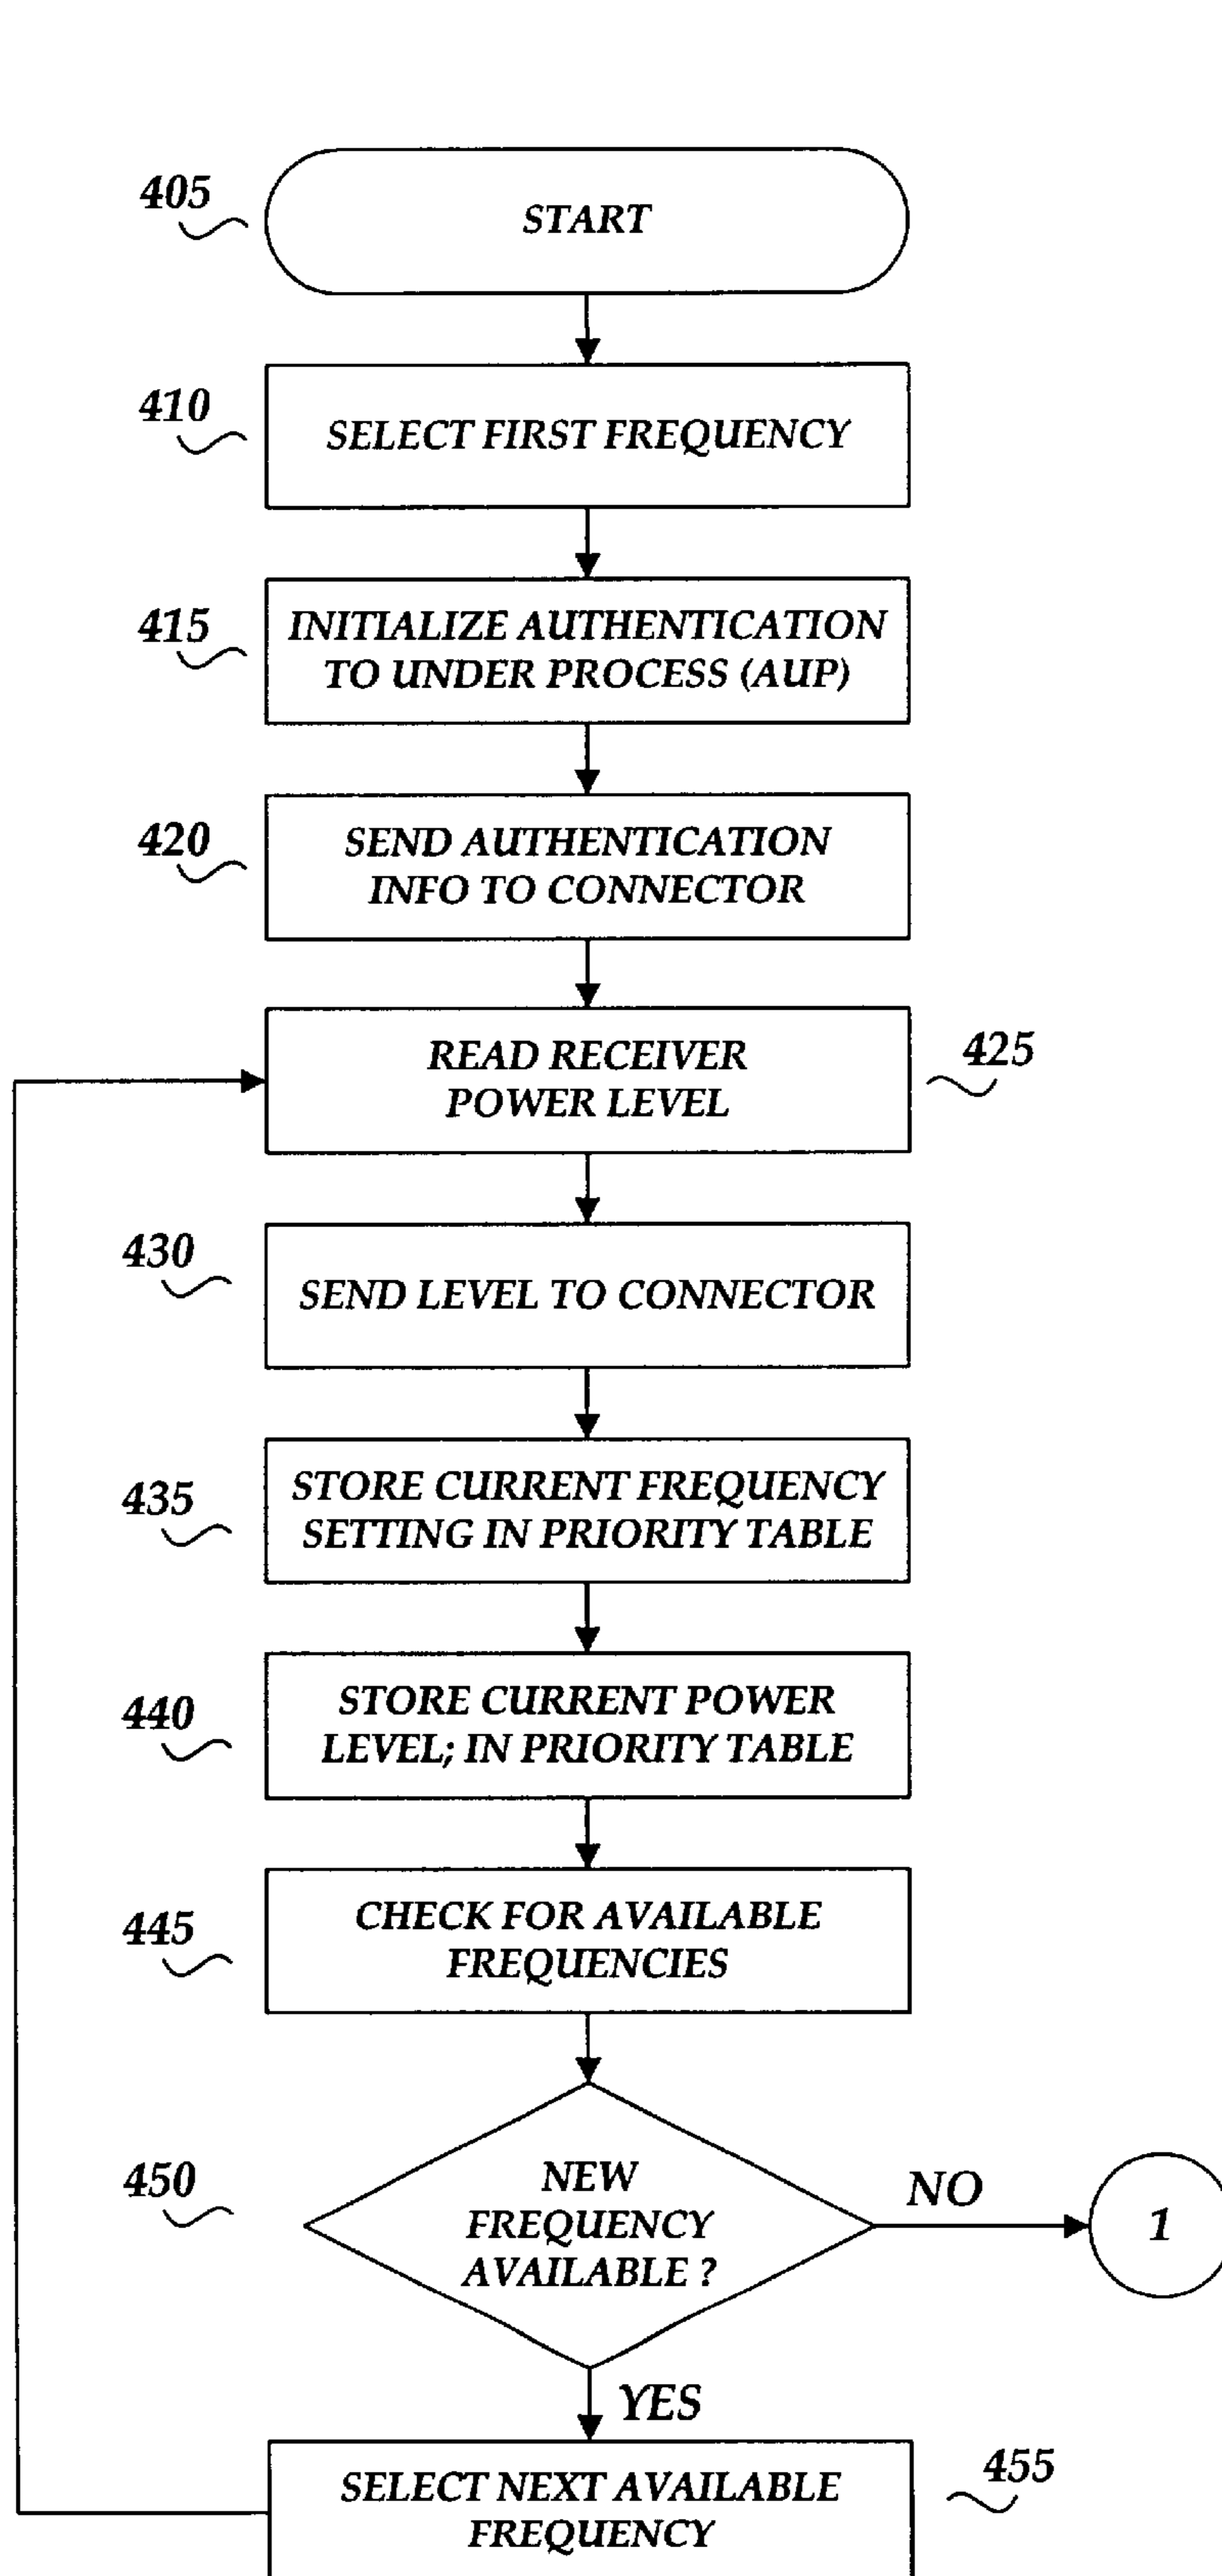 405
START
410
SELECT FIRST FREQUENCY
415
INITIALIZE AUTHENTICATION
TO UNDER PROCESS (AUP)
420
SEND AUTHENTICATION
INFO TO CONNECTOR
READ RECEIVER
POWER LEVEL
425
430
SEND LEVEL TO CONNECTOR
435
STORE CURRENT FREQUENCY
SETTING IN PRIORITY TABLE
440
STORE CURRENT POWER
LEVEL; IN PRIORITY TABLE
445
CHECK FOR AVAILABLE
FREQUENCIES
450
NEW
FREQUENCY
AVAILABLE ?
NO
1
YES
SELECT NEXT AVAILABLE
FREQUENCY
455